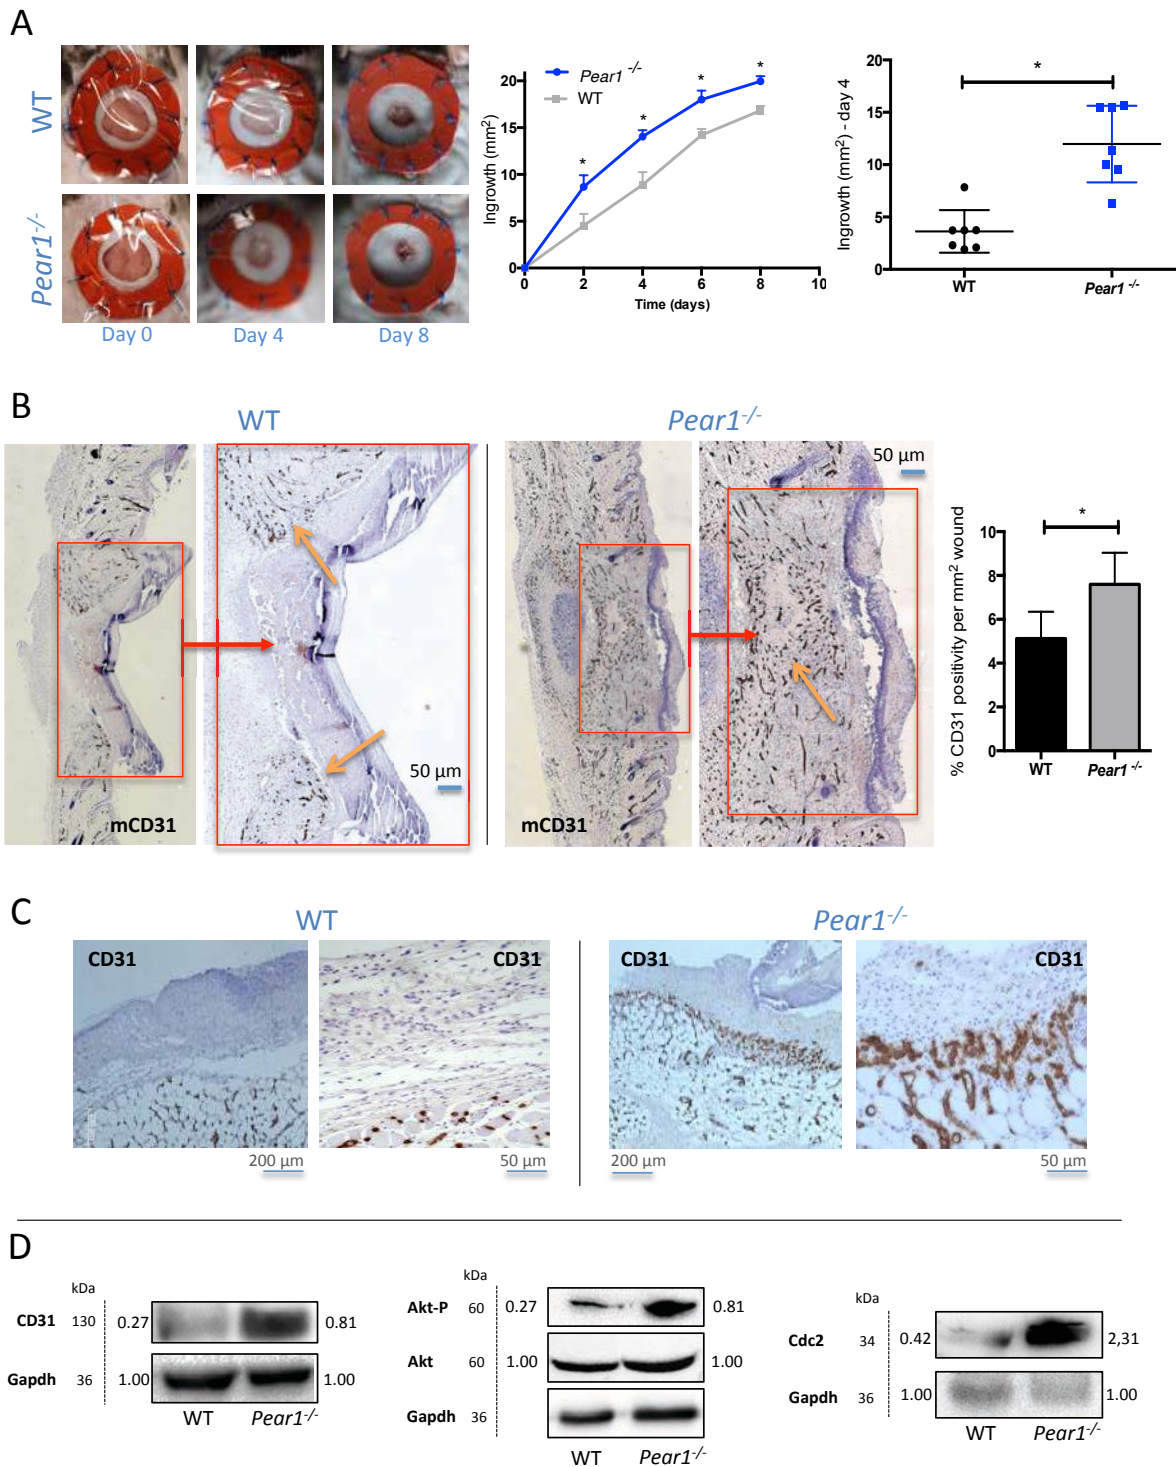 A
WT
Pear1-/-
Day 0
Day 4
Day 8
Ingrowth (mm²)
20
15
10
5
0
Pear1 -/-
WT
*
*
*
*
0
2
4
6
8
10
Time (days)
Ingrowth (mm²) - day 4
20
15
10
5
0
*
WT
Pear1 -/-
B
WT
Pear1-/-
mCD31
50 µm
mCD31
50 µm
% CD31 positivity per mm² wound
10
8
6
4
2
0
*
WT
Pear1 -/-
C
WT
Pear1-/-
CD31
CD31
CD31
CD31
200 µm
50 µm
200 µm
50 µm
D
kDa
CD31 130 0.27 0.81
Gapdh 36 1.00 1.00
WT Pear1-/-
kDa
Akt-P 60 0.27 0.81
Akt 60 1.00 1.00
Gapdh 36
WT Pear1-/-
kDa
Cdc2 34 0.42 2,31
Gapdh 36 1.00 1.00
WT Pear1-/-